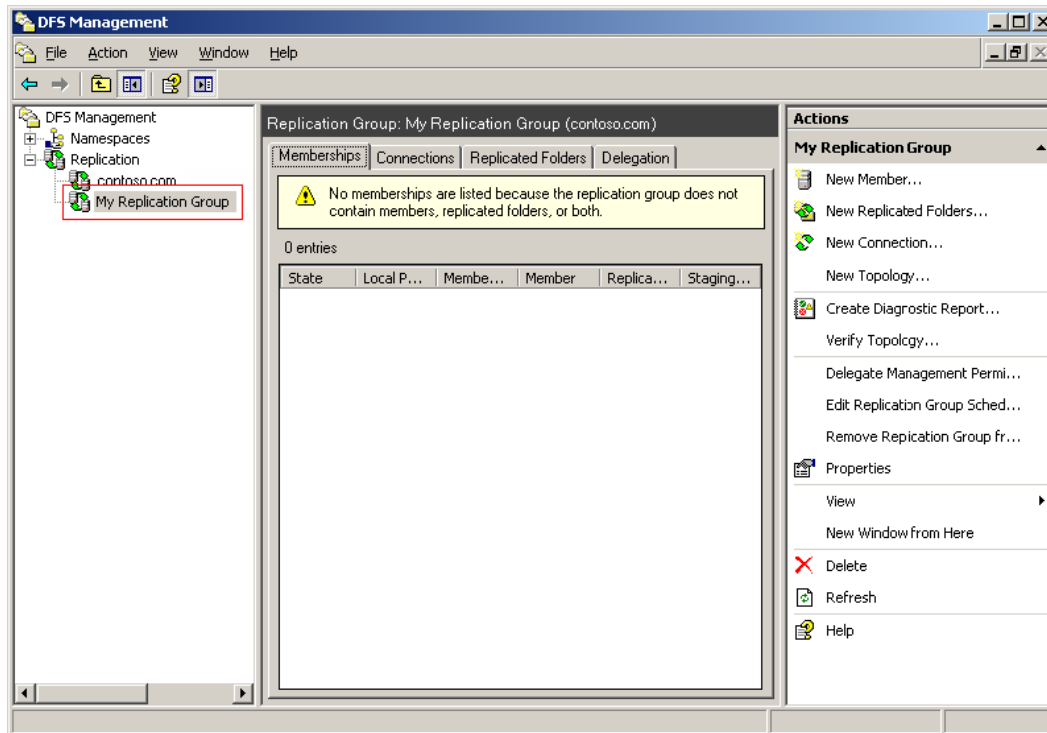 DFS Management
File Action View Window Help
DFS Management
Namespaces
Replication
contoso.com
My Replication Group
Replication Group: My Replication Group (contoso.com)
Memberships Connections Replicated Folders Delegation
No memberships are listed because the replication group does not
contain members, replicated folders, or both.
0 entries
State Local P... Membe... Member Replica... Staging...
Actions
My Replication Group
New Member...
New Replicated Folders...
New Connection...
New Topology...
Create Diagnostic Report...
Verify Topology...
Delegate Management Permi...
Edit Replication Group Sched...
Remove Repication Group fr...
Properties
View
New Window from Here
Delete
Refresh
Help